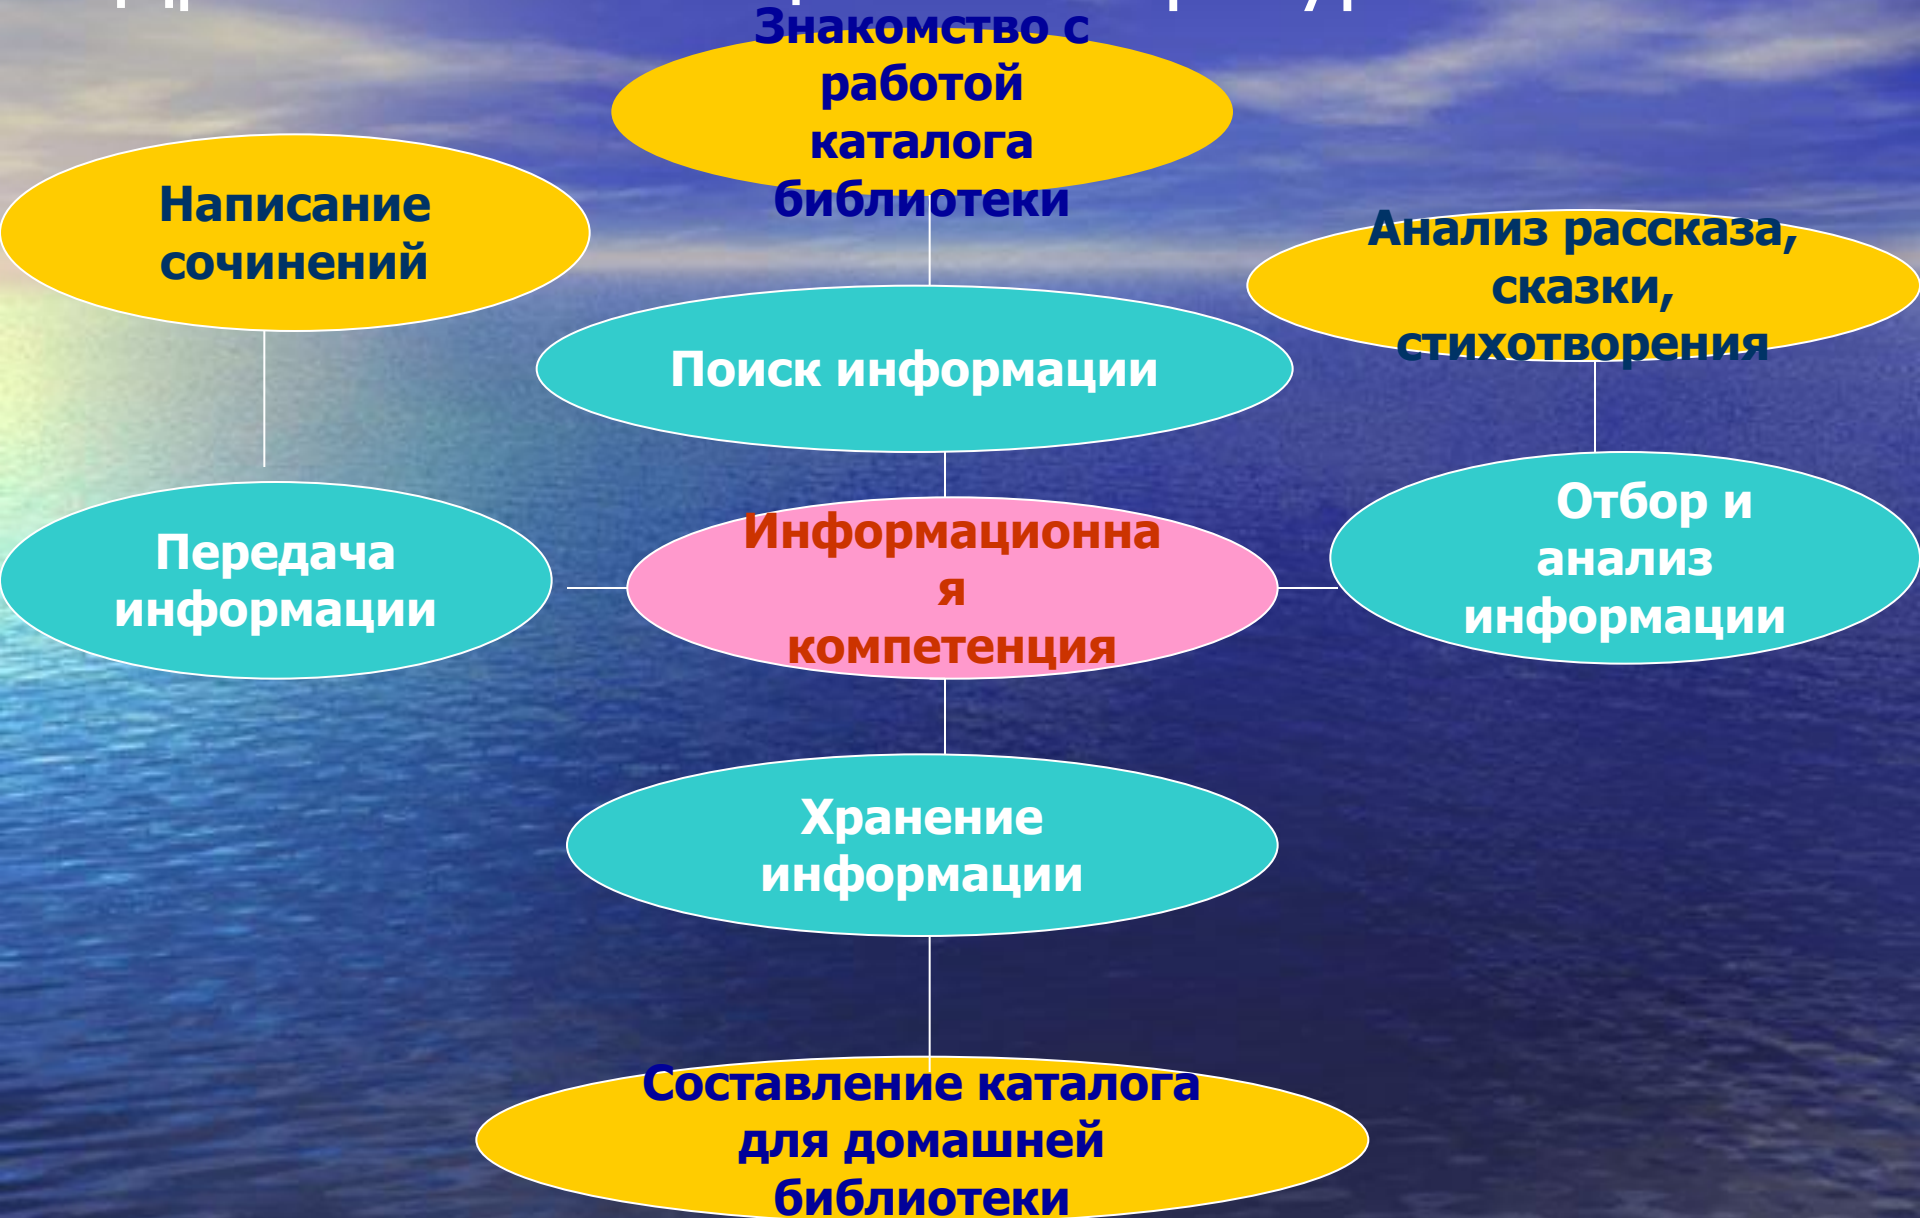 Знакомство с
работой
каталога
библиотеки
Написание
сочинений
Анализ рассказа,
сказки,
стихотворения
Поиск информации
Передача
информации
Информационна
я
компетенция
Отбор и
анализ
информации
Хранение
информации
Составление каталога
для домашней
библиотеки